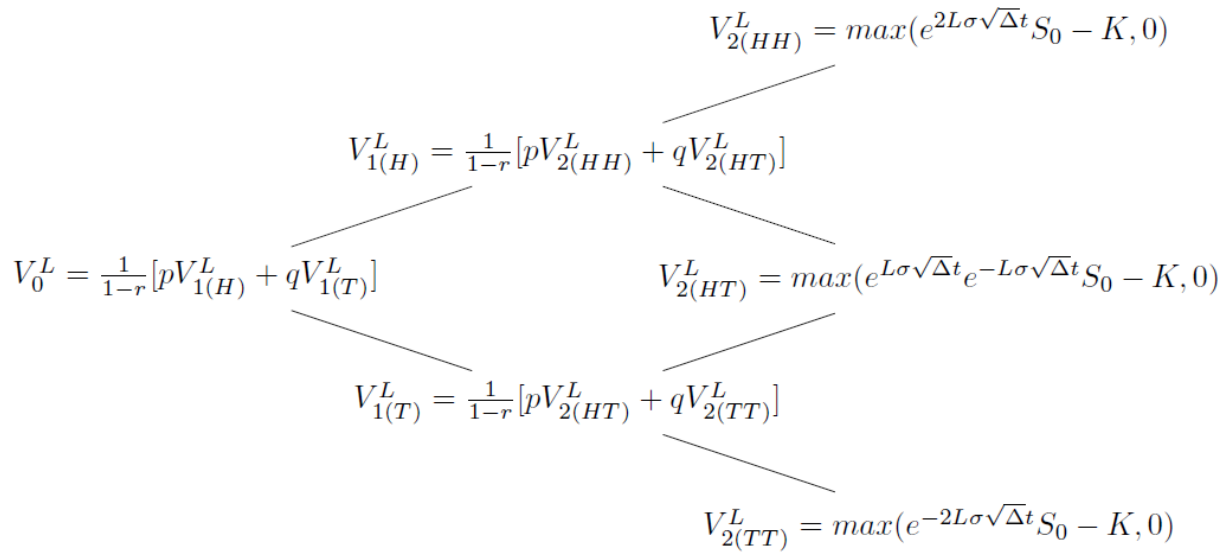 V^L_{2(HH)} = max(e^{2Lσ√Δt}S_0 − K, 0)
V^L_{1(H)} = \frac{1}{1−r}[pV^L_{2(HH)} + qV^L_{2(HT)}]
V^L_0 = \frac{1}{1−r}[pV^L_{1(H)} + qV^L_{1(T)}]
V^L_{2(HT)} = max(e^{Lσ√Δt}e^{−Lσ√Δt}S_0 − K, 0)
V^L_{1(T)} = \frac{1}{1−r}[pV^L_{2(HT)} + qV^L_{2(TT)}]
V^L_{2(TT)} = max(e^{−2Lσ√Δt}S_0 − K, 0)